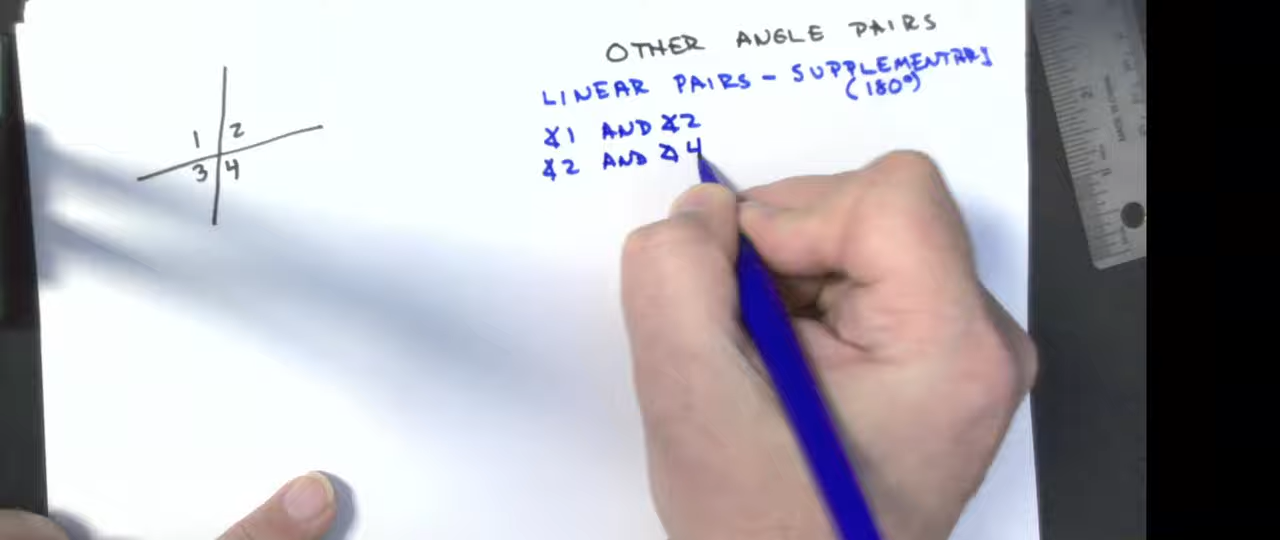 OTHER ANGLE PAIRS
LINEAR PAIRS - SUPPLEMENTARY
(180°)
∡1 AND ∡2
∡2 AND ∡4
1 2
3 4